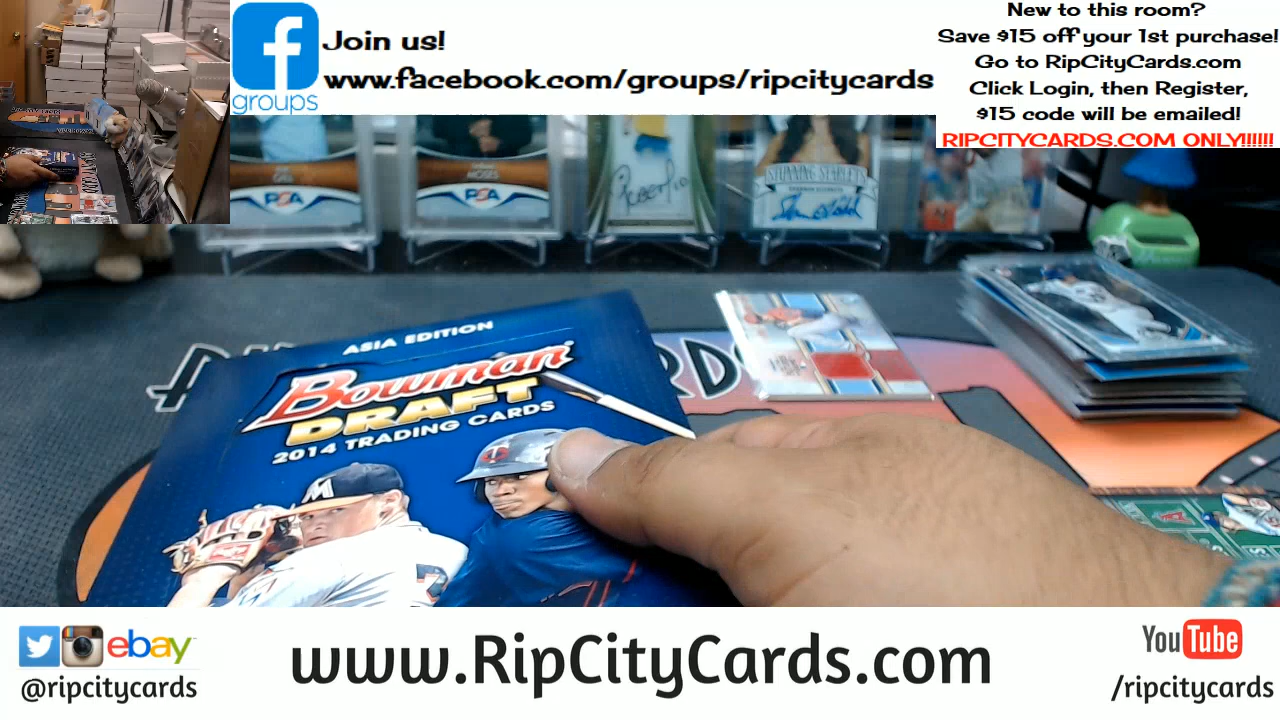 f
groups
Join us!
www.facebook.com/groups/ripcitycards
New to this room?
Save $15 off your 1st purchase!
Go to RipCityCards.com
Click Login, then Register,
$15 code will be emailed!
RIPCITYCARDS.COM ONLY!!!!!!
PSA
PSA
STUNNING STARLETS
ASIA EDITION
Bowman
DRAFT
2014 TRADING CARDS
M
ebay
@ripcitycards
www.RipCityCards.com
YouTube
/ripcitycards